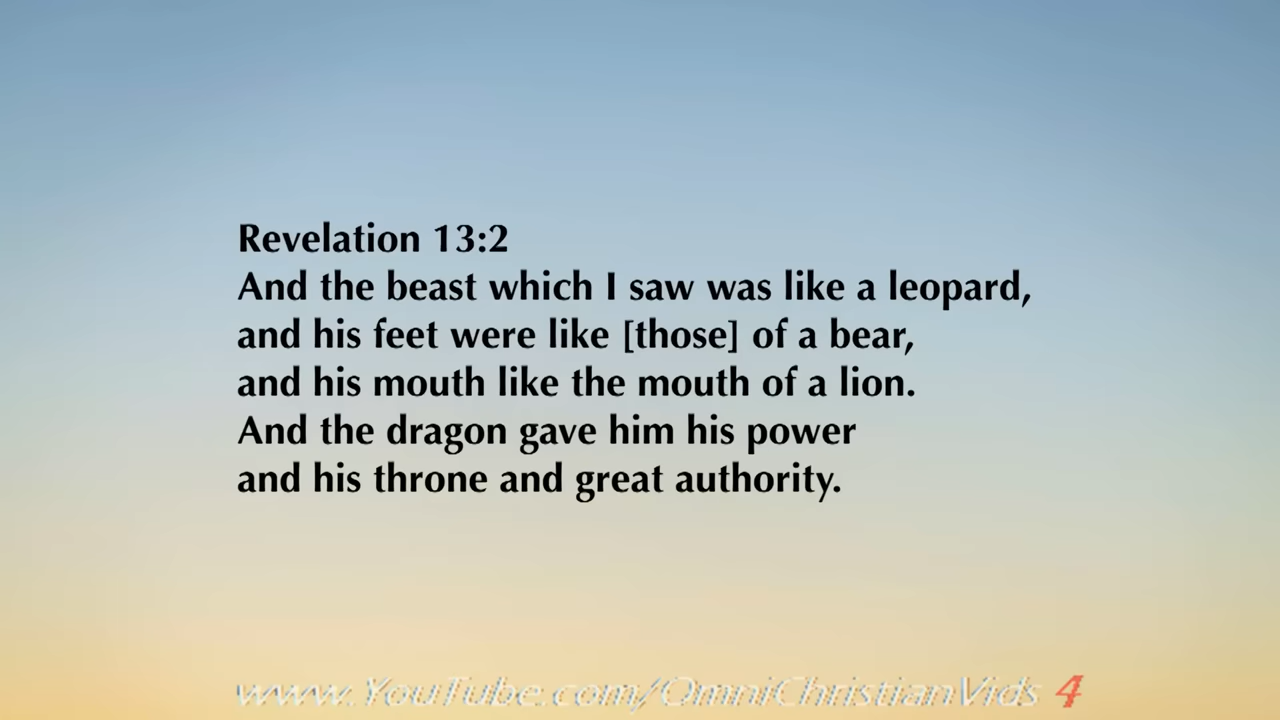 Revelation 13:2
And the beast which I saw was like a leopard,
and his feet were like [those] of a bear,
and his mouth like the mouth of a lion.
And the dragon gave him his power
and his throne and great authority.
www.YouTube.com/OmniChristianVids 4